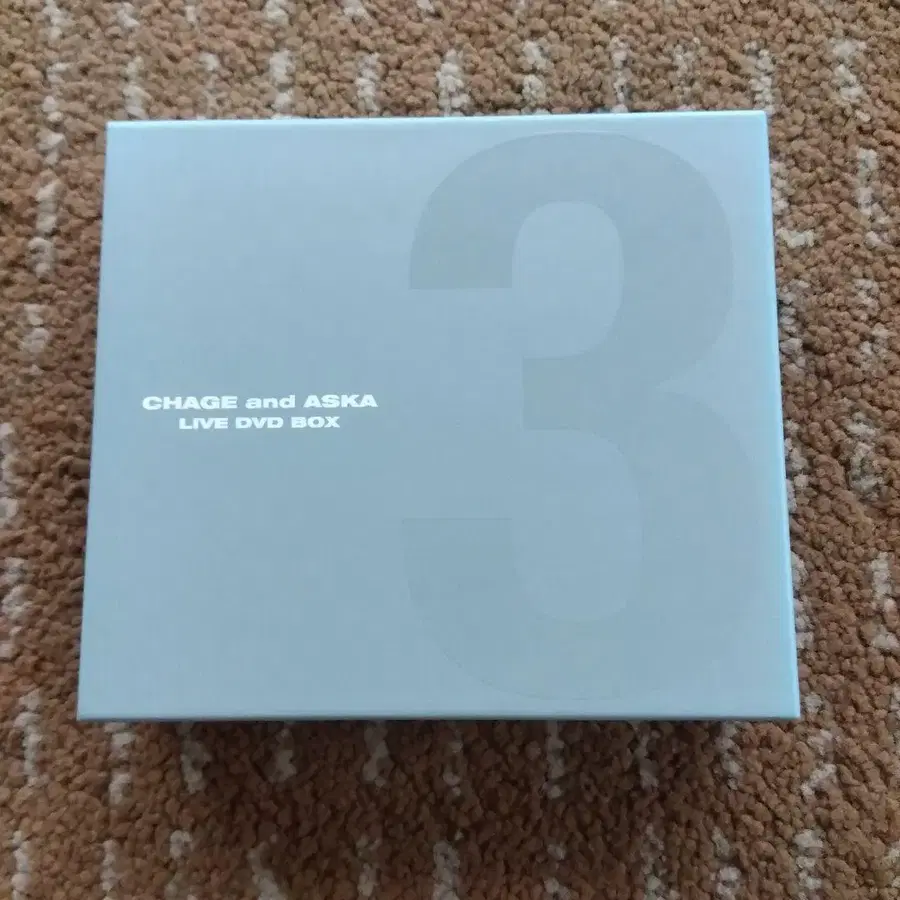 CHAGE and ASKA
LIVE DVD BOX
3